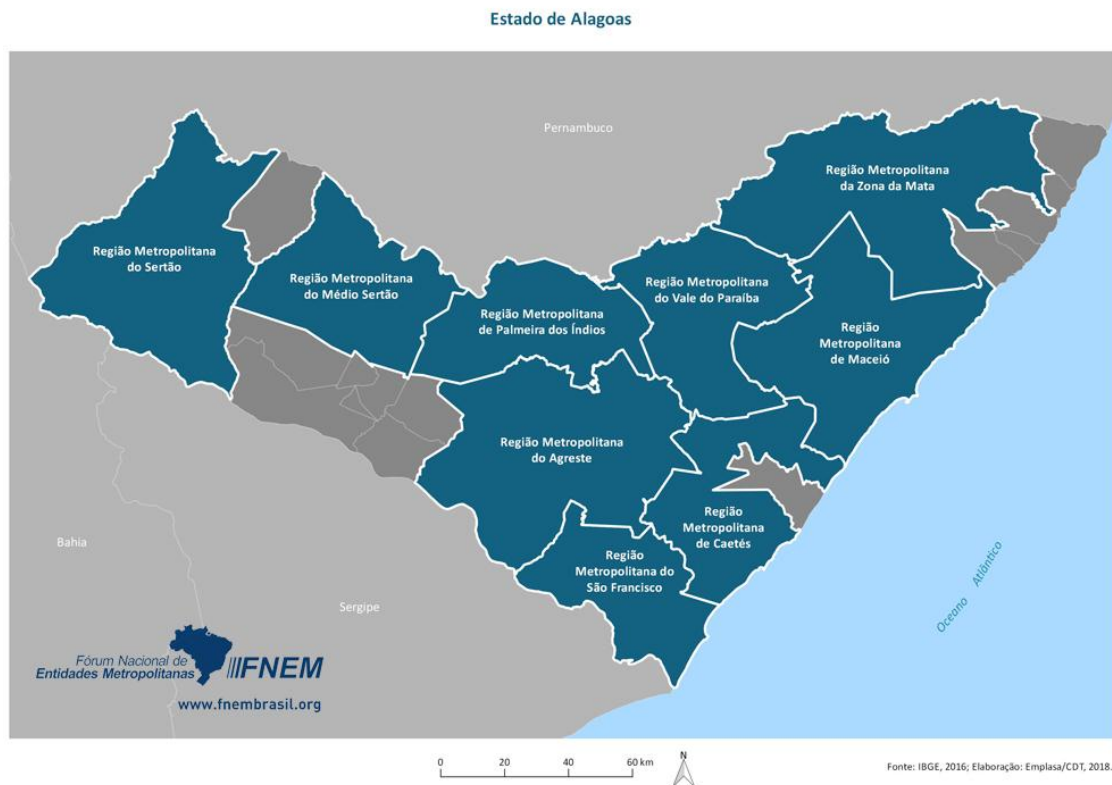 Estado de Alagoas
Pernambuco
Região Metropolitana
da Zona da Mata
Região Metropolitana
do Sertão
Região Metropolitana
do Médio Sertão
Região Metropolitana
do Vale do Paraíba
Região Metropolitana
de Palmeira dos Índios
Região
Metropolitana
de Maceió
Região Metropolitana
do Agreste
Região
Metropolitana
de Caetés
Região
Metropolitana do
São Francisco
Bahia
Sergipe
Oceano Atlântico
Fórum Nacional de
Entidades Metropolitanas
FNEM
www.fnembrasil.org
0 20 40 60 km
N
Fonte: IBGE, 2016; Elaboração: Emplasa/CDT, 2018.